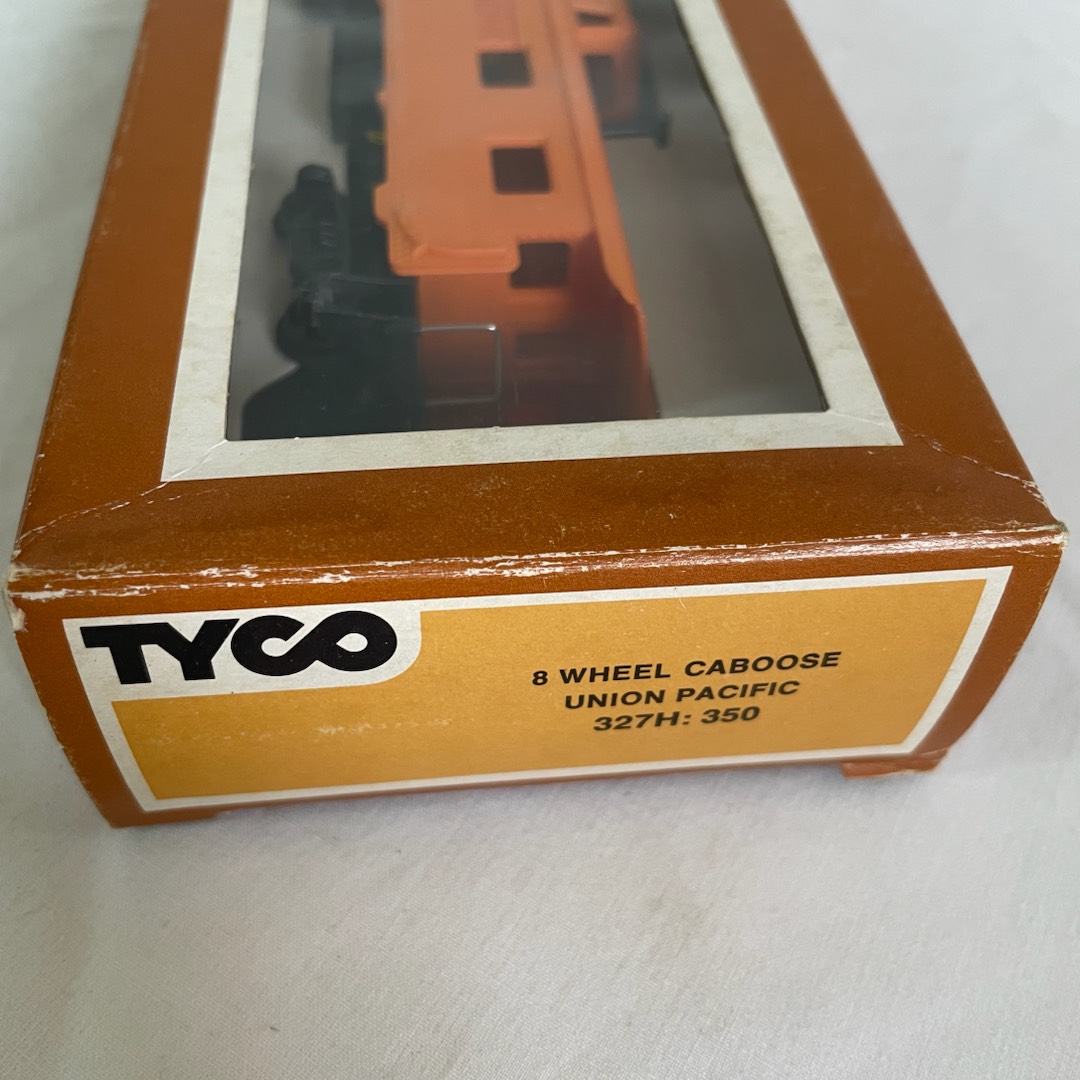 TYCO
8 WHEEL CABOOSE
UNION PACIFIC
327H: 350